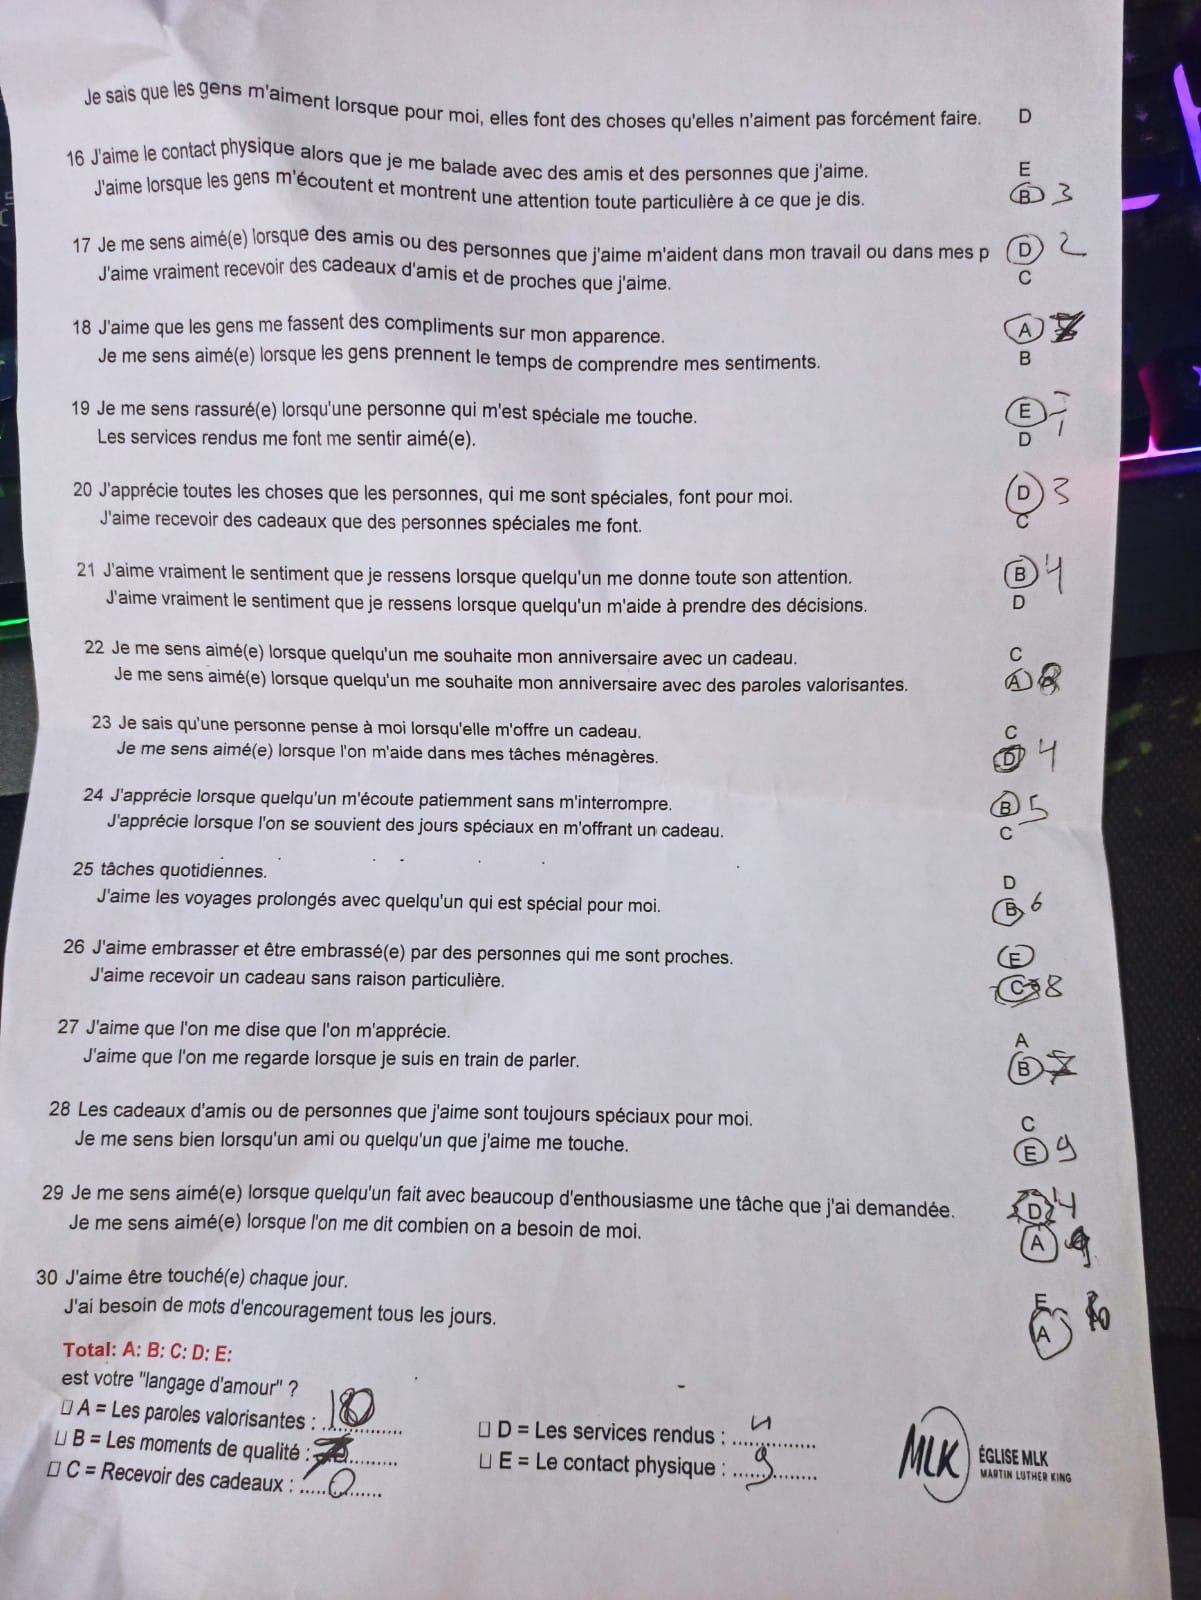 Je sais que les gens m'aiment lorsque pour moi, elles font des choses qu'elles n'aiment pas forcément faire. D
16 J'aime le contact physique alors que je me balade avec des amis et des personnes que j'aime. E
J'aime lorsque les gens m'écoutent et montrent une attention toute particulière à ce que je dis. B 3
17 Je me sens aimé(e) lorsque des amis ou des personnes que j'aime m'aident dans mon travail ou dans mes p D 2
J'aime vraiment recevoir des cadeaux d'amis et de proches que j'aime. C
18 J'aime que les gens me fassent des compliments sur mon apparence. A
Je me sens aimé(e) lorsque les gens prennent le temps de comprendre mes sentiments. B
19 Je me sens rassuré(e) lorsqu'une personne qui m'est spéciale me touche. E 7
Les services rendus me font me sentir aimé(e). D
20 J'apprécie toutes les choses que les personnes, qui me sont spéciales, font pour moi. D 3
J'aime recevoir des cadeaux que des personnes spéciales me font. C
21 J'aime vraiment le sentiment que je ressens lorsque quelqu'un me donne toute son attention. B 4
J'aime vraiment le sentiment que je ressens lorsque quelqu'un m'aide à prendre des décisions. D
22 Je me sens aimé(e) lorsque quelqu'un me souhaite mon anniversaire avec un cadeau. C
Je me sens aimé(e) lorsque quelqu'un me souhaite mon anniversaire avec des paroles valorisantes. A 8
23 Je sais qu'une personne pense à moi lorsqu'elle m'offre un cadeau. C
Je me sens aimé(e) lorsque l'on m'aide dans mes tâches ménagères. D 4
24 J'apprécie lorsque quelqu'un m'écoute patiemment sans m'interrompre. B 5
J'apprécie lorsque l'on se souvient des jours spéciaux en m'offrant un cadeau. C
25 tâches quotidiennes. D
J'aime les voyages prolongés avec quelqu'un qui est spécial pour moi. B 6
26 J'aime embrasser et être embrassé(e) par des personnes qui me sont proches. E
J'aime recevoir un cadeau sans raison particulière. C 8
27 J'aime que l'on me dise que l'on m'apprécie. A
J'aime que l'on me regarde lorsque je suis en train de parler. B 7
28 Les cadeaux d'amis ou de personnes que j'aime sont toujours spéciaux pour moi. C
Je me sens bien lorsqu'un ami ou quelqu'un que j'aime me touche. E 9
29 Je me sens aimé(e) lorsque quelqu'un fait avec beaucoup d'enthousiasme une tâche que j'ai demandée. D 4
Je me sens aimé(e) lorsque l'on me dit combien on a besoin de moi. A 9
30 J'aime être touché(e) chaque jour. E
J'ai besoin de mots d'encouragement tous les jours. A 10
Total: A: B: C: D: E:
est votre "langage d'amour" ?
A = Les paroles valorisantes : 10
B = Les moments de qualité : 7
C = Recevoir des cadeaux : 0
D = Les services rendus : 4
E = Le contact physique : 9
MLK ÉGLISE MLK
MARTIN LUTHER KING